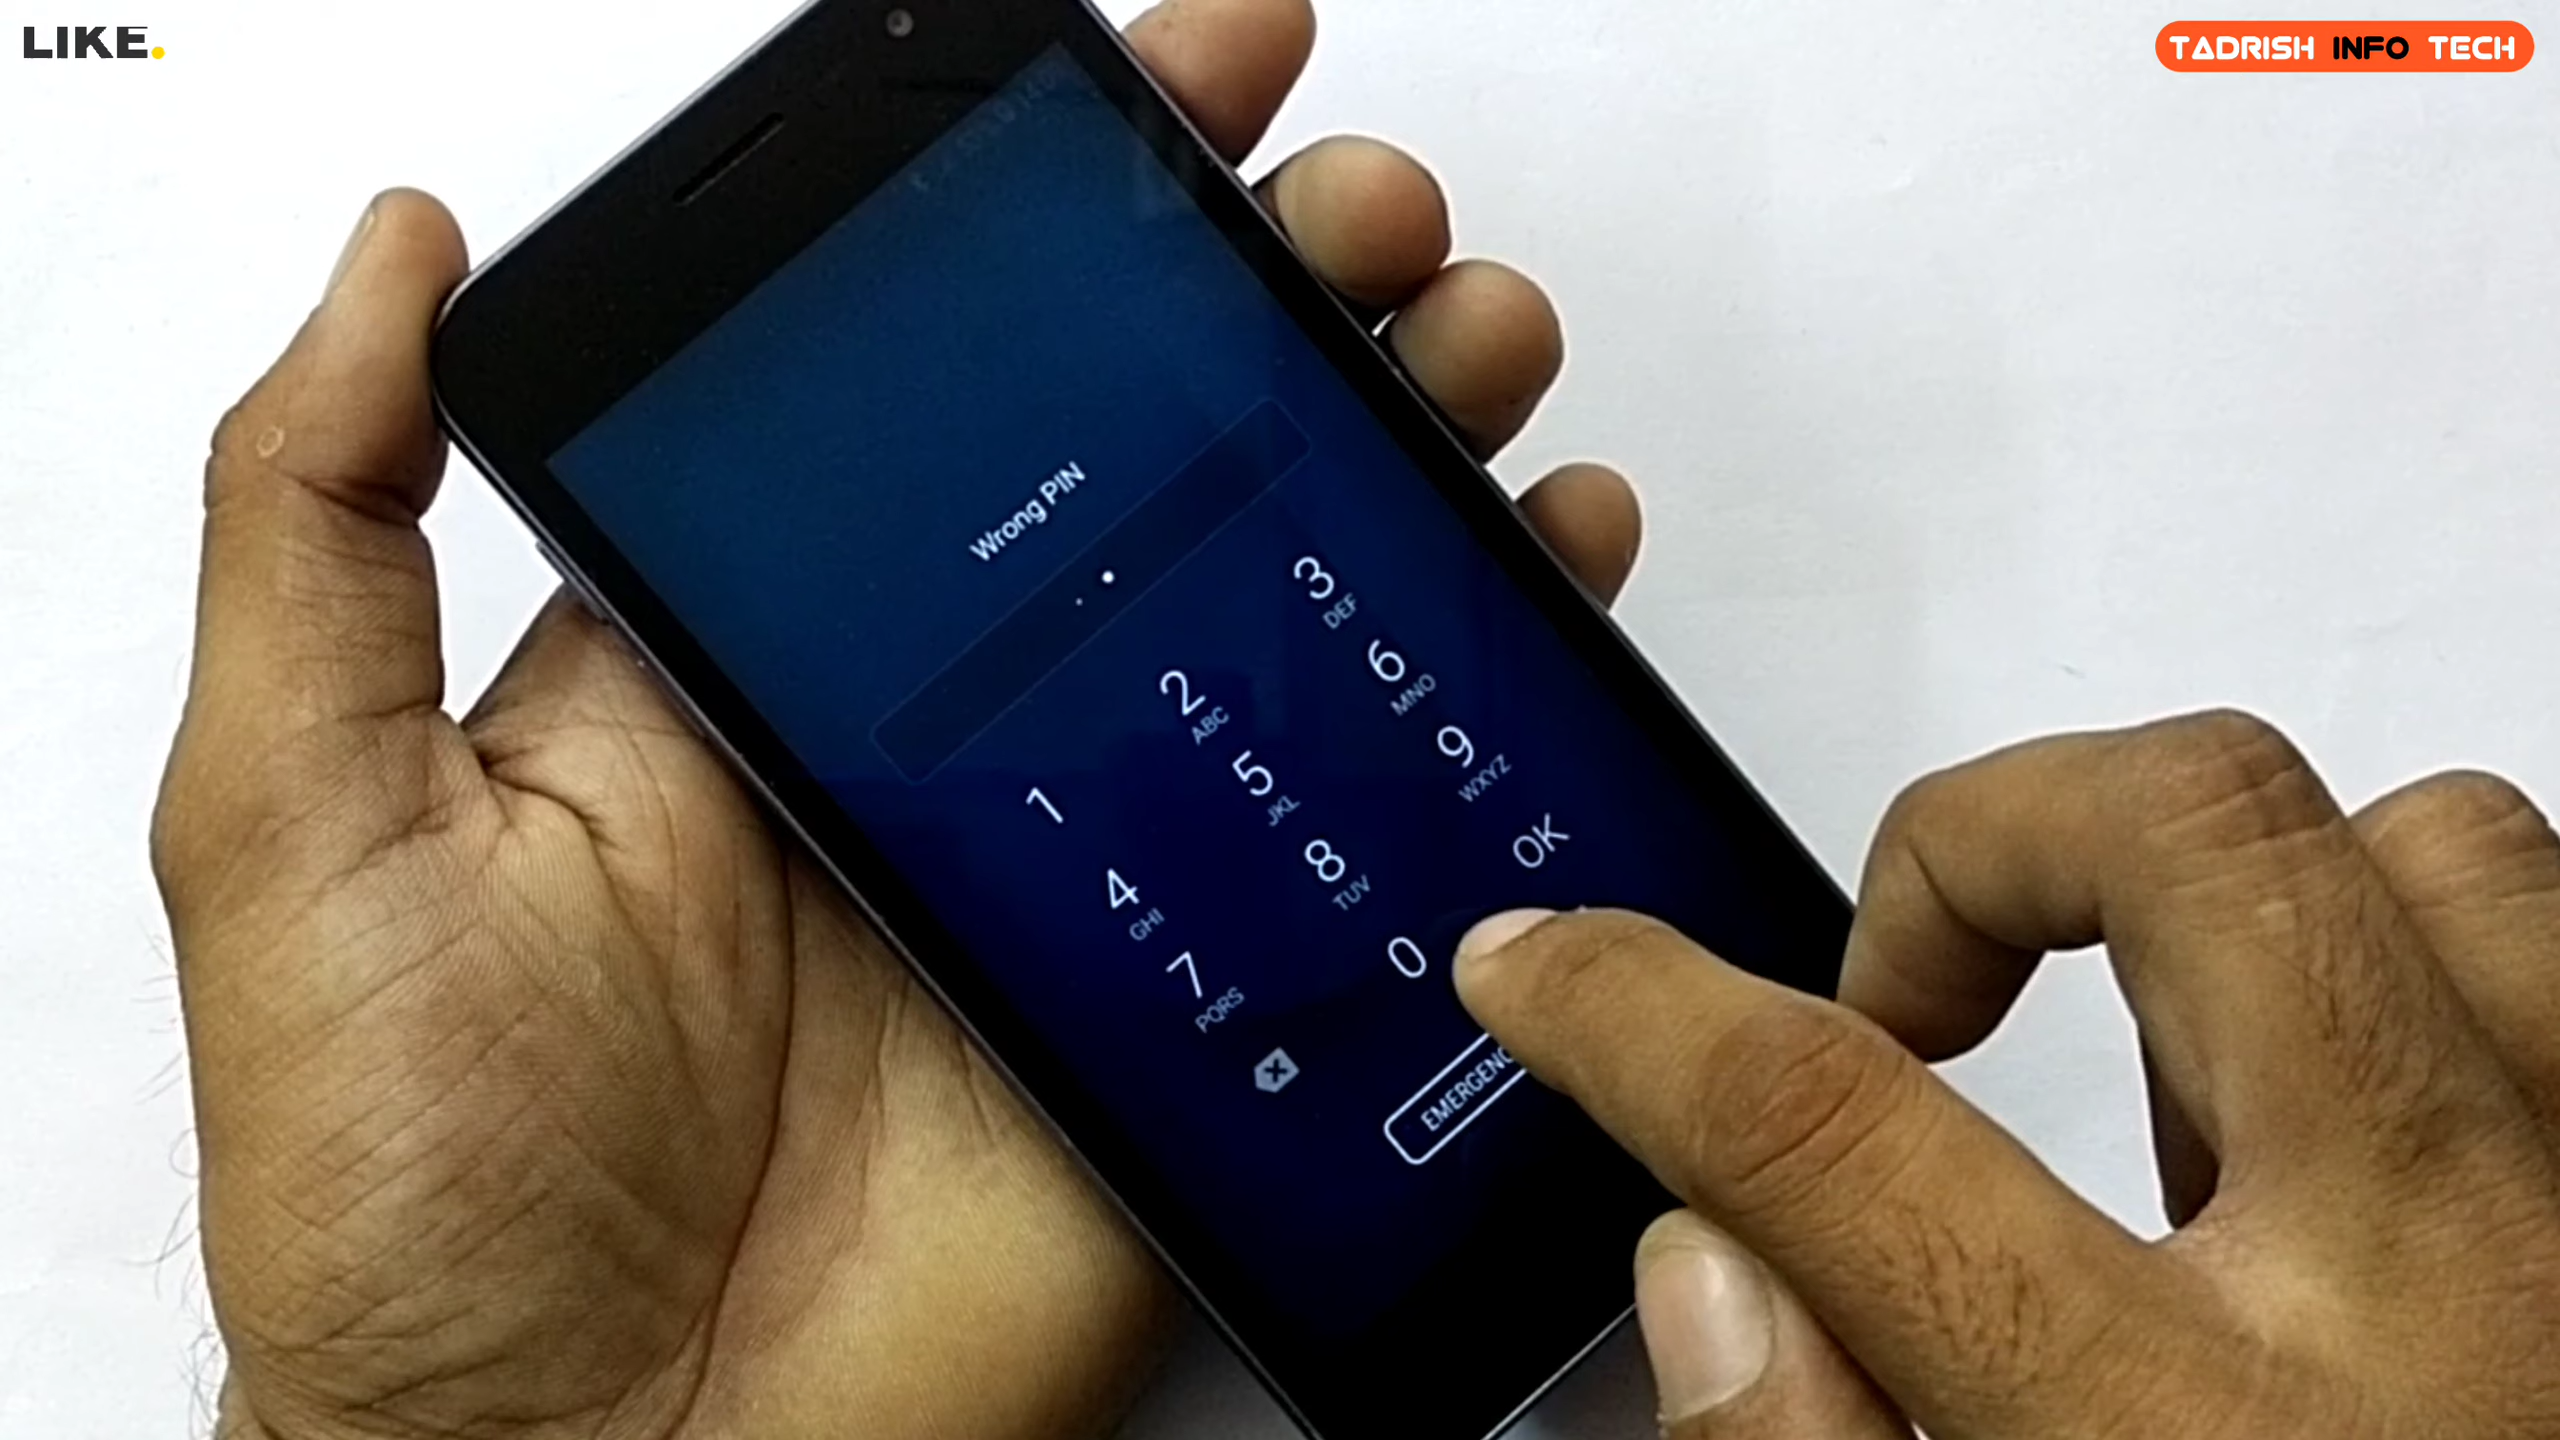 LIKE.
TADRISH INFO TECH
Wrong PIN
1
2
ABC
3
DEF
4
GHI
5
JKL
6
MNO
7
PQRS
8
TUV
9
WXYZ
0
OK